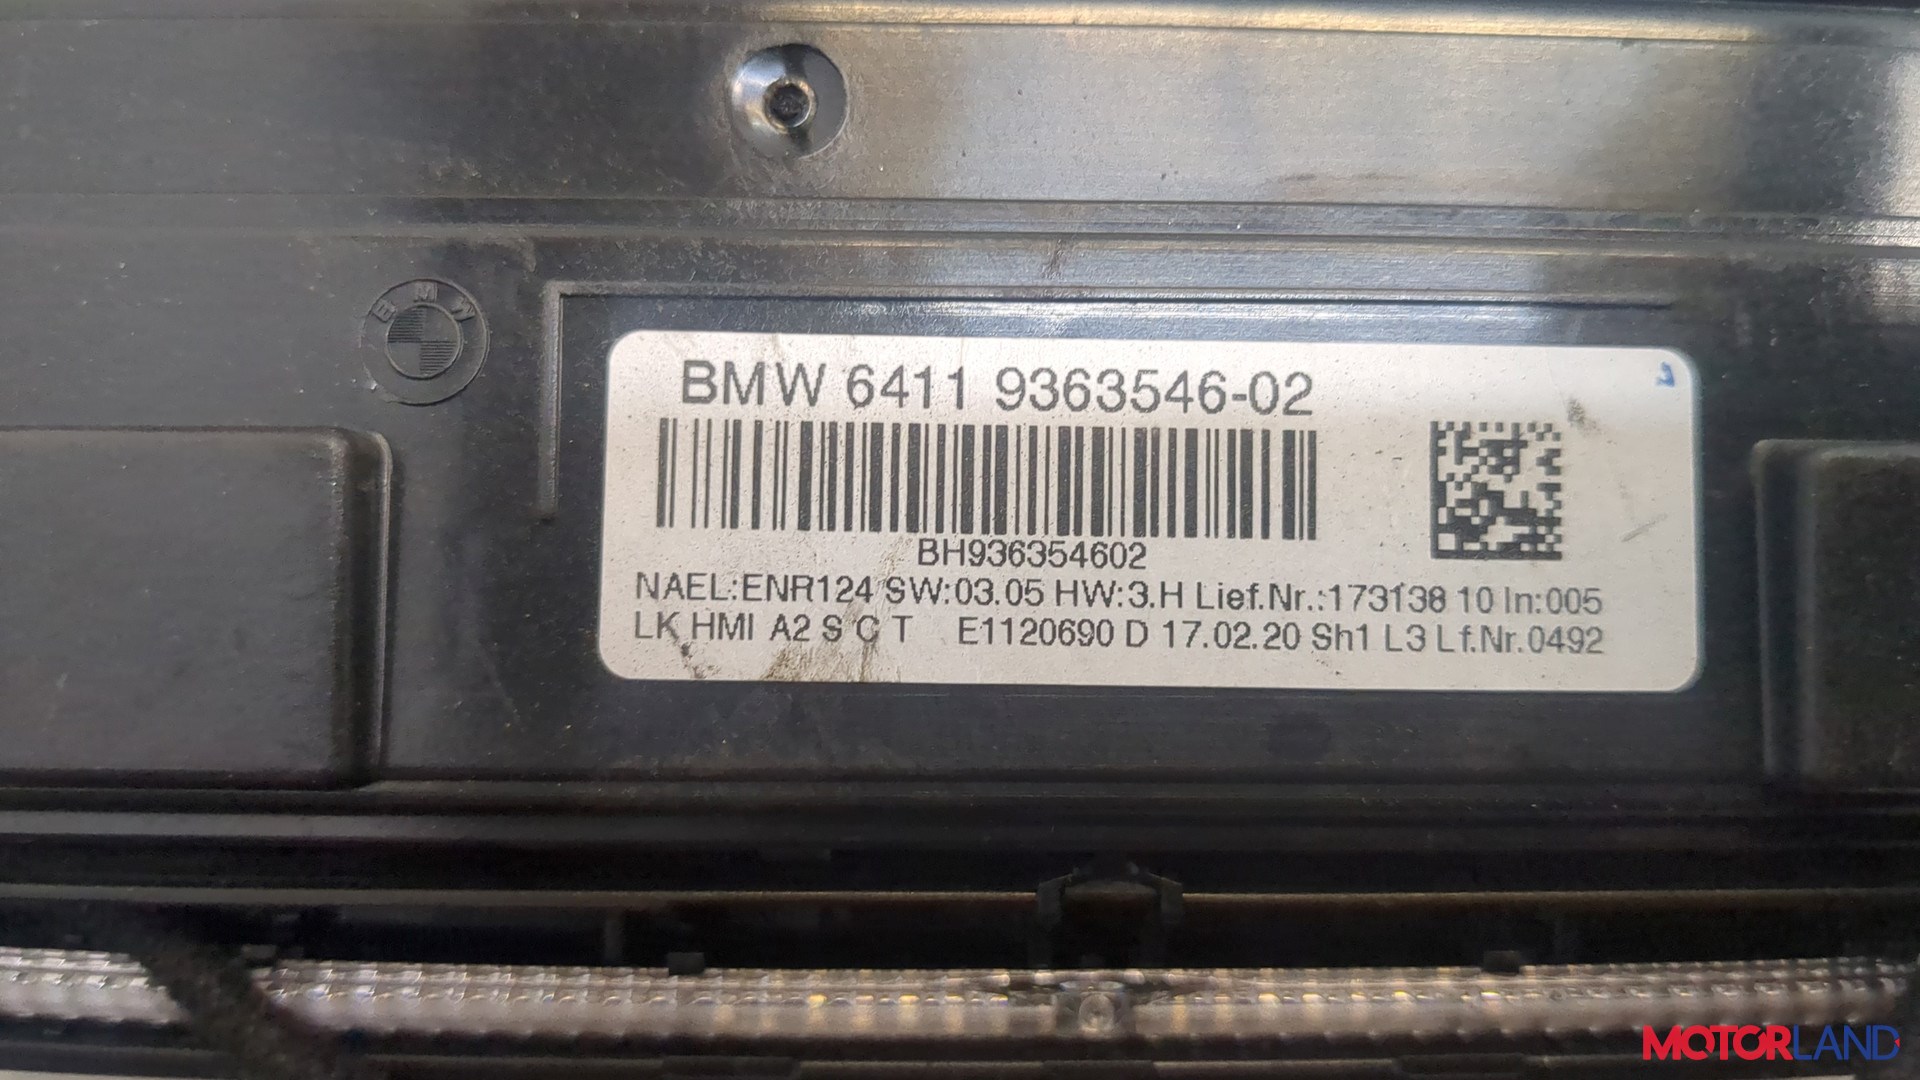 BMW
BMW 6411 9363546-02
BH936354602
NAEL:ENR124 SW:03.05 HW:3.H Lief.Nr.:173138 10 In:005
LK HMI A2 S C T E1120690 D 17.02.20 Sh1 L3 Lf.Nr.0492
MOTORLAND